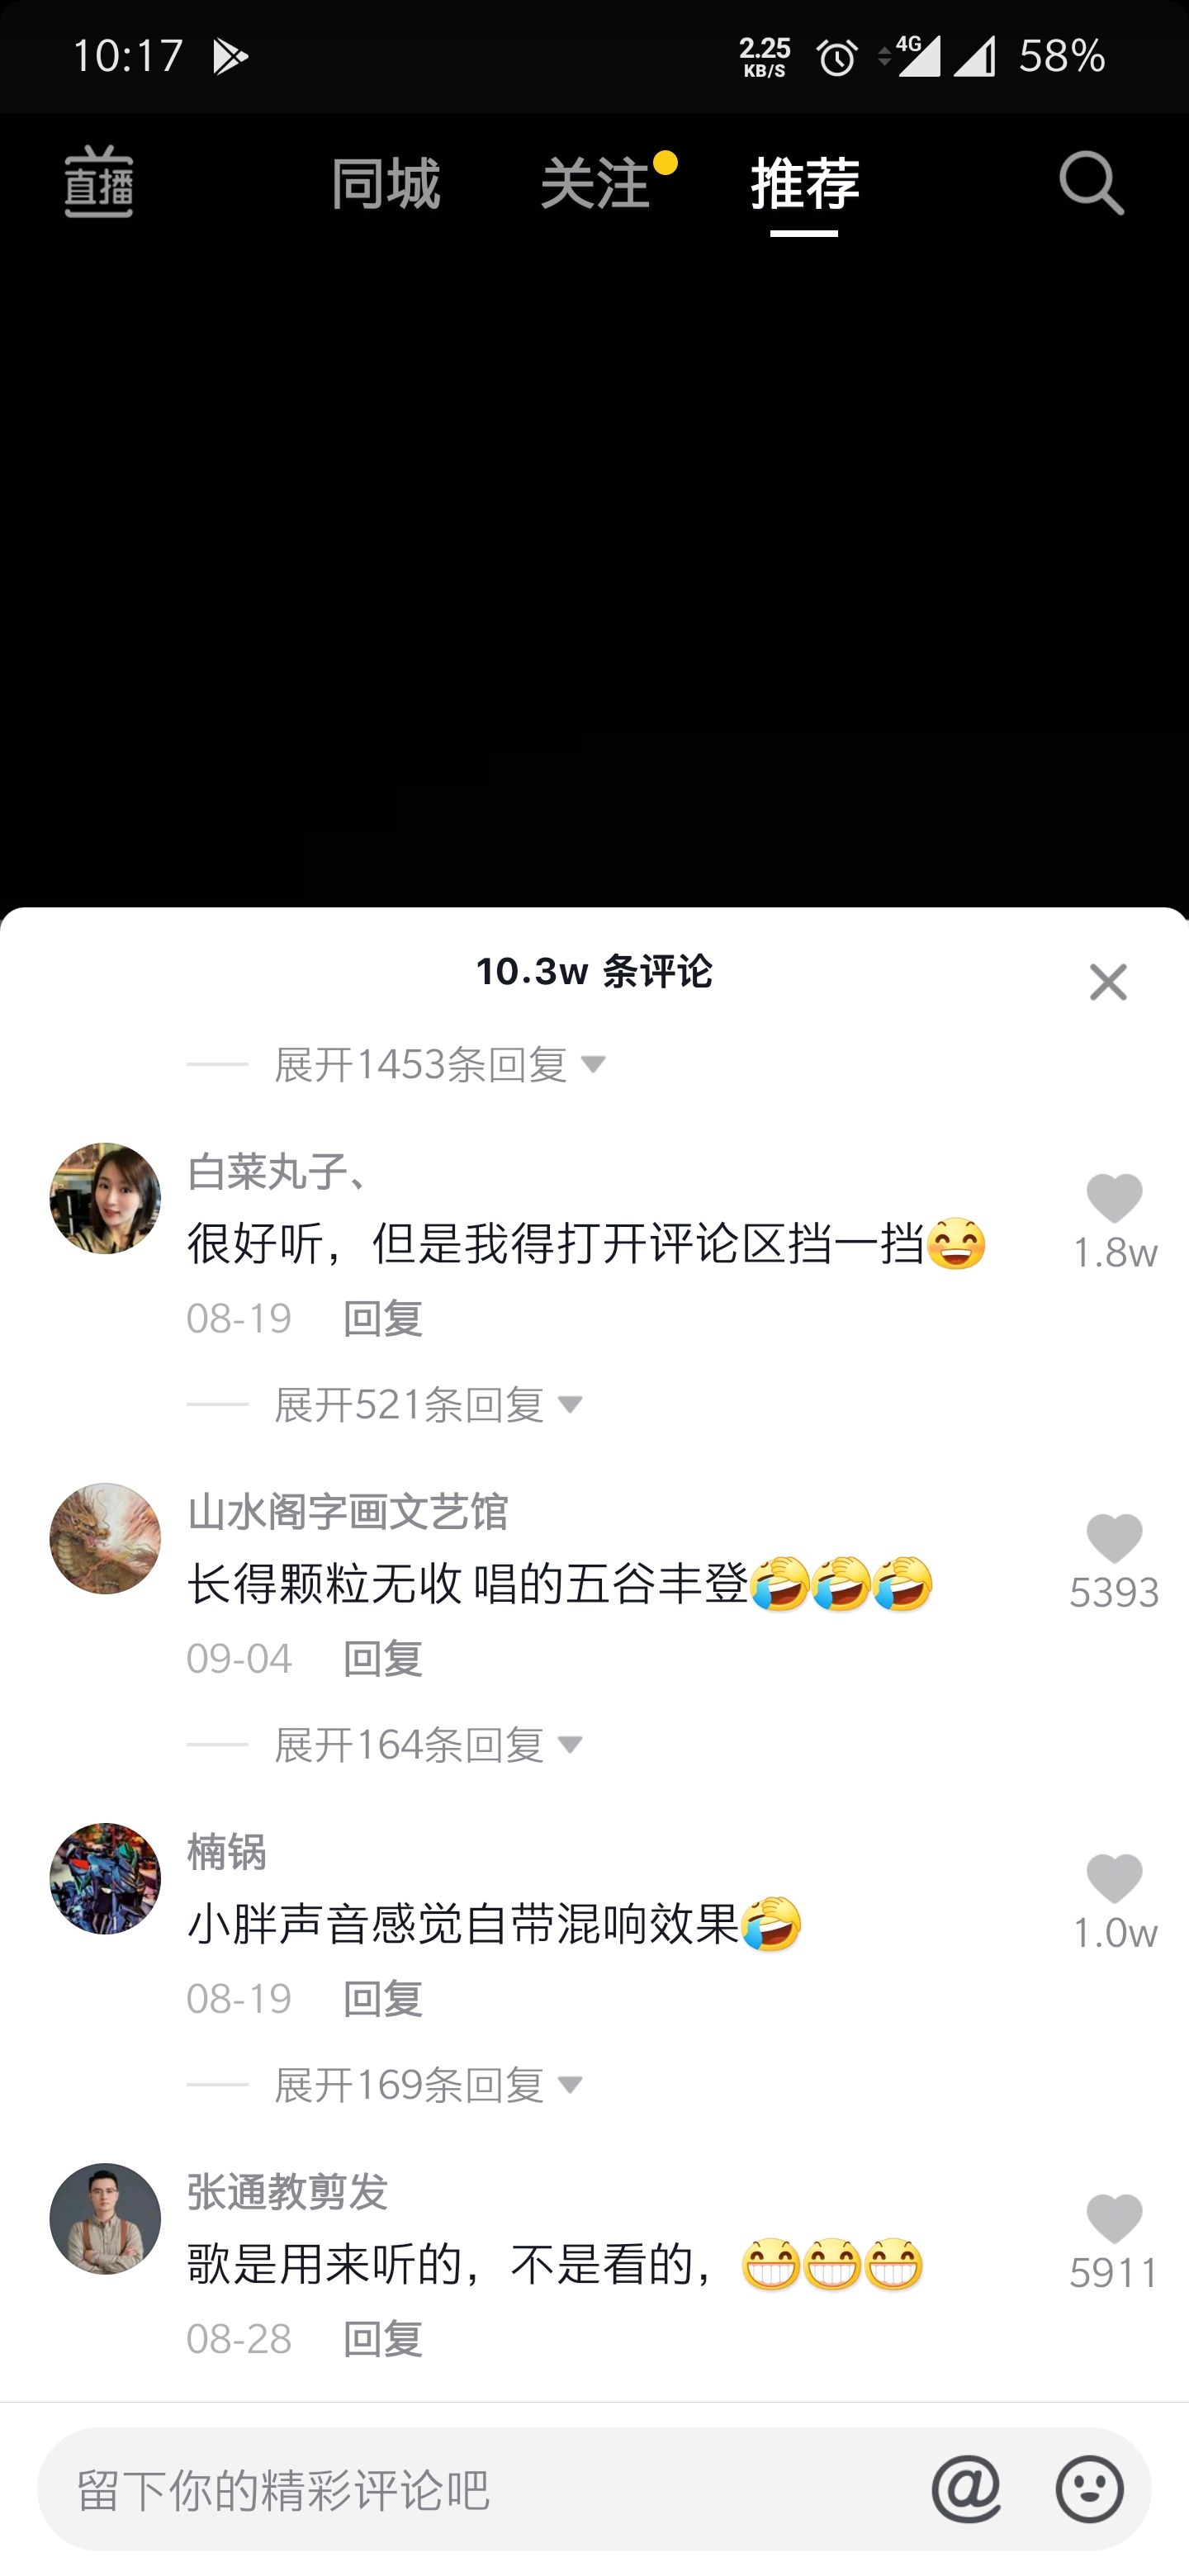 10:17 2.25 KB/S 4G 58%
直播 同城 关注 推荐
10.3w 条评论
展开1453条回复
白菜丸子、
很好听，但是我得打开评论区挡一挡😄
1.8w
08-19 回复
展开521条回复
山水阁字画文艺馆
长得颗粒无收 唱的五谷丰登🤣🤣🤣
5393
09-04 回复
展开164条回复
楠锅
小胖声音感觉自带混响效果🤣
1.0w
08-19 回复
展开169条回复
张通教剪发
歌是用来听的，不是看的，😁😁😁
5911
08-28 回复
留下你的精彩评论吧 @